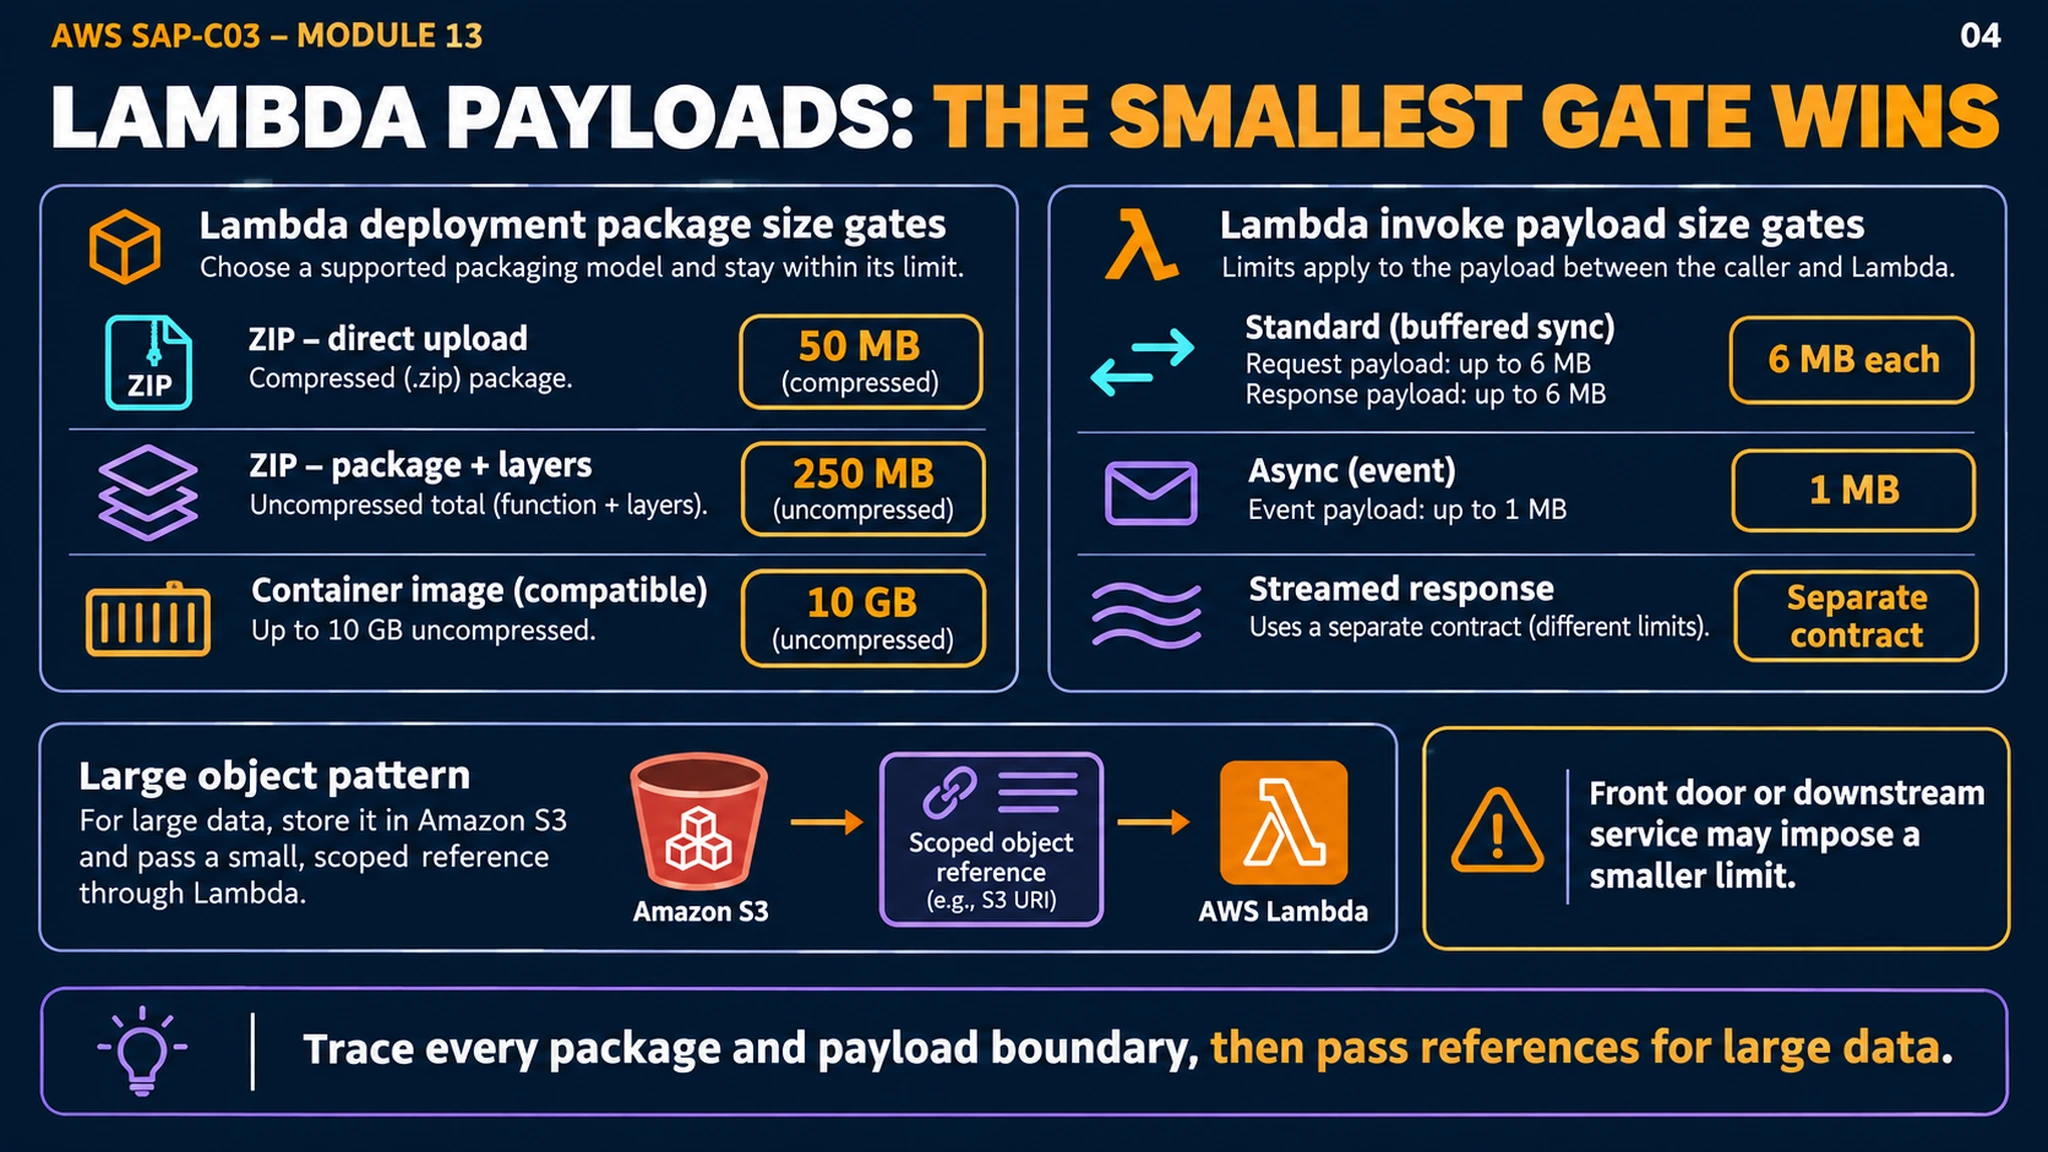 AWS SAP-C03 – MODULE 13
04
LAMBDA PAYLOADS: THE SMALLEST GATE WINS
Lambda deployment package size gates
Choose a supported packaging model and stay within its limit.
ZIP
ZIP – direct upload
Compressed (.zip) package.
50 MB
(compressed)
ZIP – package + layers
Uncompressed total (function + layers).
250 MB
(uncompressed)
Container image (compatible)
Up to 10 GB uncompressed.
10 GB
(uncompressed)
Lambda invoke payload size gates
Limits apply to the payload between the caller and Lambda.
Standard (buffered sync)
Request payload: up to 6 MB
Response payload: up to 6 MB
6 MB each
Async (event)
Event payload: up to 1 MB
1 MB
Streamed response
Uses a separate contract (different limits).
Separate
contract
Large object pattern
For large data, store it in Amazon S3
and pass a small, scoped reference
through Lambda.
Amazon S3
Scoped object
reference
(e.g., S3 URI)
AWS Lambda
Front door or downstream
service may impose a
smaller limit.
Trace every package and payload boundary, then pass references for large data.